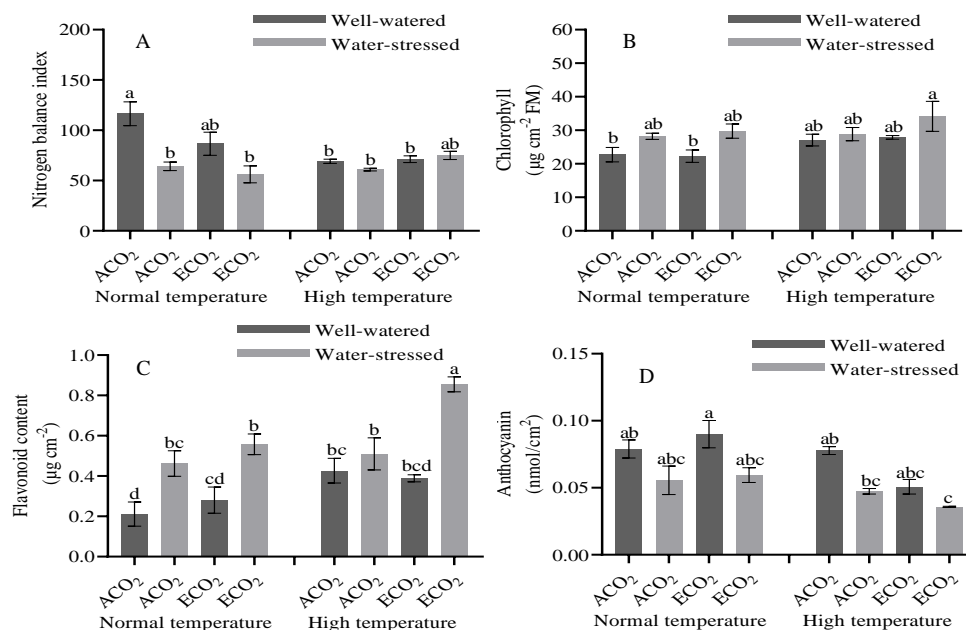 A
Well-watered
Water-stressed
Nitrogen balance index
200
150
100
50
0
a
b
ab
b
b
b
b
ab
ACO2
ACO2
ECO2
ECO2
ACO2
ACO2
ECO2
ECO2
Normal temperature
High temperature
B
Well-watered
Water-stressed
Chlorophyll
(µg cm-2 FM)
60
50
40
30
20
10
0
b
ab
b
ab
ab
ab
ab
a
ACO2
ACO2
ECO2
ECO2
ACO2
ACO2
ECO2
ECO2
Normal temperature
High temperature
C
Well-watered
Water-stressed
Flavonoid content
(µg cm-2)
1.0
0.8
0.6
0.4
0.2
0.0
d
bc
cd
b
bc
bc
bcd
a
ACO2
ACO2
ECO2
ECO2
ACO2
ACO2
ECO2
ECO2
Normal temperature
High temperature
D
Well-watered
Water-stressed
Anthocyanin
(nmol/cm2)
0.15
0.10
0.05
0.00
ab
abc
a
abc
ab
bc
abc
c
ACO2
ACO2
ECO2
ECO2
ACO2
ACO2
ECO2
ECO2
Normal temperature
High temperature